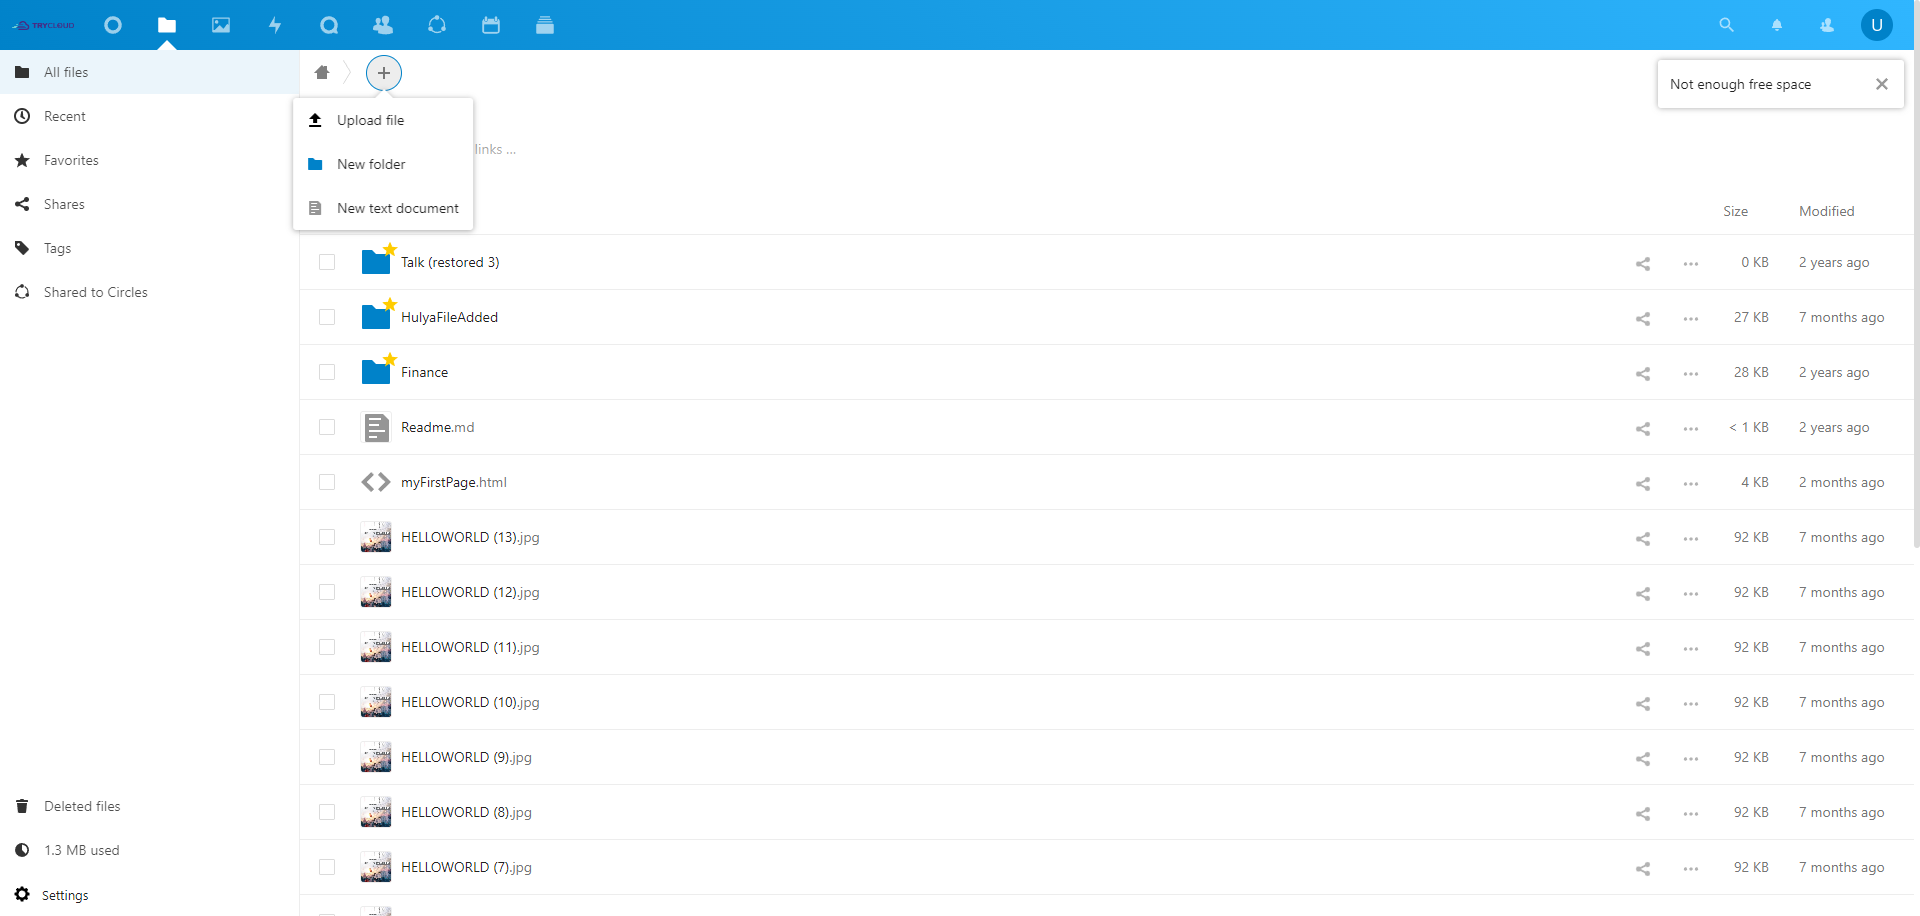 TRYCLOUD
U
All files
Recent
Favorites
Shares
Tags
Shared to Circles
Deleted files
1.3 MB used
Settings
Upload file
New folder
New text document
links ...
Not enough free space
Size Modified
Talk (restored 3) 0 KB 2 years ago
HulyaFileAdded 27 KB 7 months ago
Finance 28 KB 2 years ago
Readme.md < 1 KB 2 years ago
myFirstPage.html 4 KB 2 months ago
HELLOWORLD (13).jpg 92 KB 7 months ago
HELLOWORLD (12).jpg 92 KB 7 months ago
HELLOWORLD (11).jpg 92 KB 7 months ago
HELLOWORLD (10).jpg 92 KB 7 months ago
HELLOWORLD (9).jpg 92 KB 7 months ago
HELLOWORLD (8).jpg 92 KB 7 months ago
HELLOWORLD (7).jpg 92 KB 7 months ago